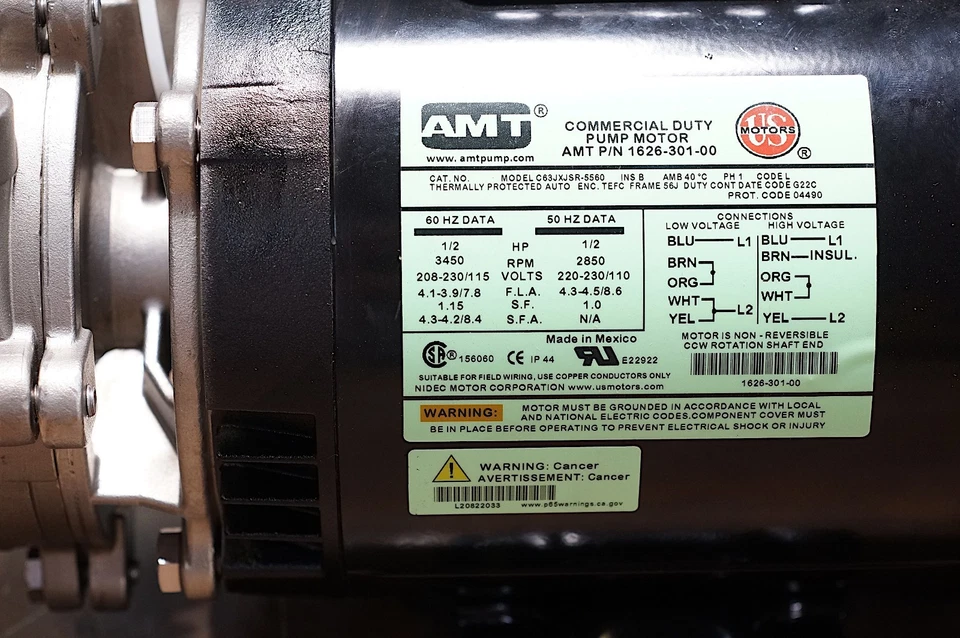 AMT®
www.amtpump.com
COMMERCIAL DUTY
PUMP MOTOR
AMT P/N 1626-301-00
US
MOTORS
®
CAT. NO. MODEL C63JXJSR-5560 INS B AMB 40 °C PH 1 CODE L
THERMALLY PROTECTED AUTO ENC. TEFC FRAME 56J DUTY CONT DATE CODE G22C
PROT. CODE 04490
60 HZ DATA 50 HZ DATA
1/2 HP 1/2
3450 RPM 2850
208-230/115 VOLTS 220-230/110
4.1-3.9/7.8 F.L.A. 4.3-4.5/8.6
1.15 S.F. 1.0
4.3-4.2/8.4 S.F.A. N/A
CONNECTIONS
LOW VOLTAGE HIGH VOLTAGE
BLU L1 BLU L1
BRN BRN INSUL.
ORG ORG
WHT L2 WHT
YEL YEL L2
MOTOR IS NON - REVERSIBLE
CCW ROTATION SHAFT END
1626-301-00
Made in Mexico
SA® 156060 CE IP 44 RU E22922
SUITABLE FOR FIELD WIRING, USE COPPER CONDUCTORS ONLY
NIDEC MOTOR CORPORATION www.usmotors.com
WARNING: MOTOR MUST BE GROUNDED IN ACCORDANCE WITH LOCAL
AND NATIONAL ELECTRIC CODES.COMPONENT COVER MUST
BE IN PLACE BEFORE OPERATING TO PREVENT ELECTRICAL SHOCK OR INJURY
WARNING: Cancer
AVERTISSEMENT: Cancer
L20822033 www.p65warnings.ca.gov